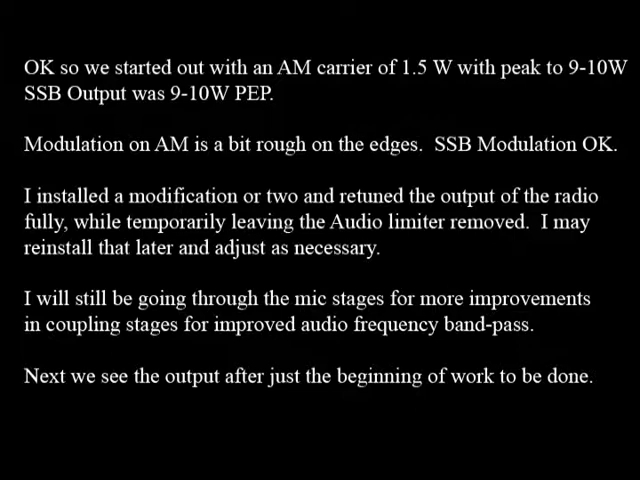 OK so we started out with an AM carrier of 1.5 W with peak to 9-10W
SSB Output was 9-10W PEP.
Modulation on AM is a bit rough on the edges.  SSB Modulation OK.
I installed a modification or two and retuned the output of the radio
fully, while temporarily leaving the Audio limiter removed.  I may
reinstall that later and adjust as necessary.
I will still be going through the mic stages for more improvements
in coupling stages for improved audio frequency band-pass.
Next we see the output after just the beginning of work to be done.